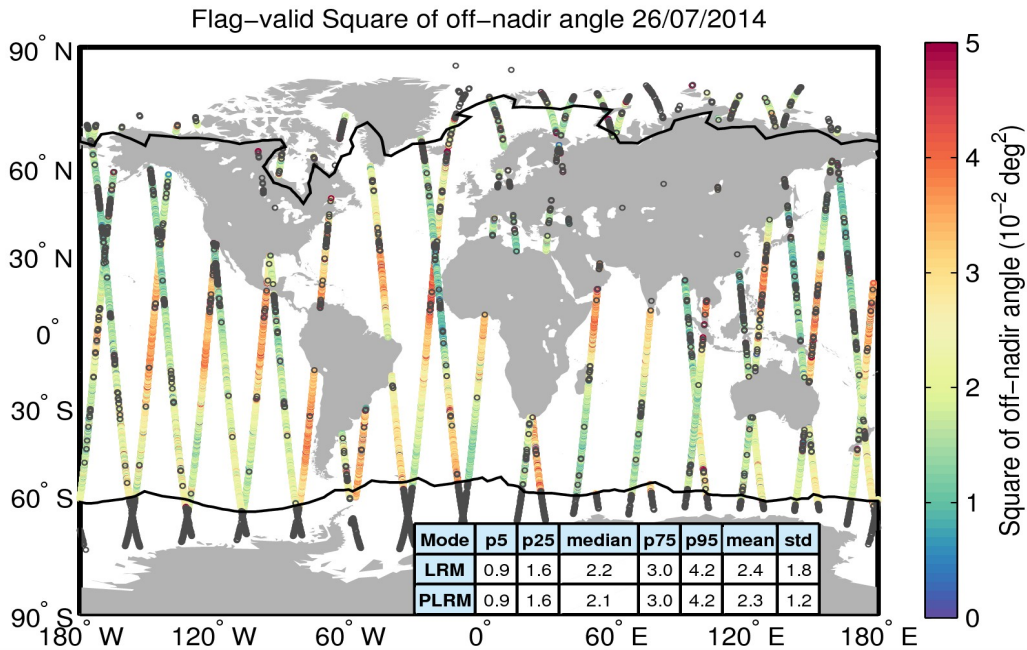 Flag−valid Square of off−nadir angle 26/07/2014
90° N
60° N
30° N
0°
30° S
60° S
90° S
180° W
120° W
60° W
0°
60° E
120° E
180° E
Mode p5 p25 median p75 p95 mean std
LRM 0.9 1.6 2.2 3.0 4.2 2.4 1.8
PLRM 0.9 1.6 2.1 3.0 4.2 2.3 1.2
5
4
3
2
1
0
Square of off−nadir angle (10⁻² deg²)